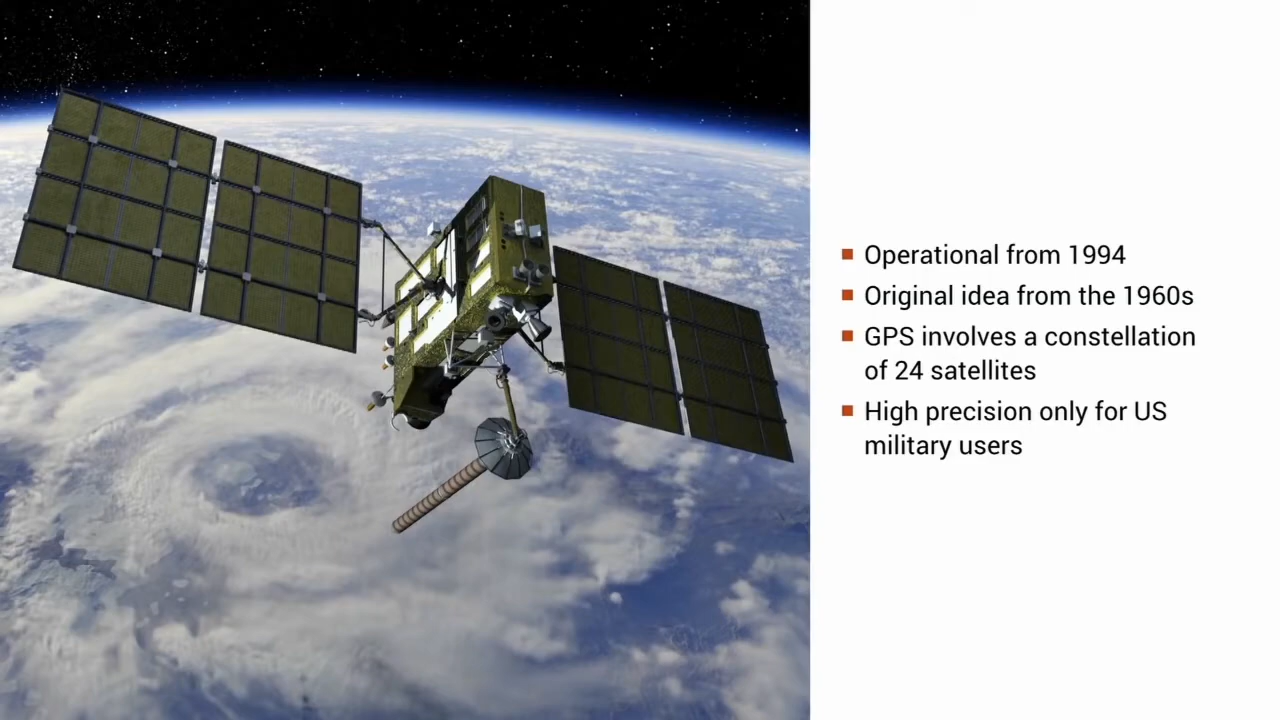 Operational from 1994
Original idea from the 1960s
GPS involves a constellation
of 24 satellites
High precision only for US
military users